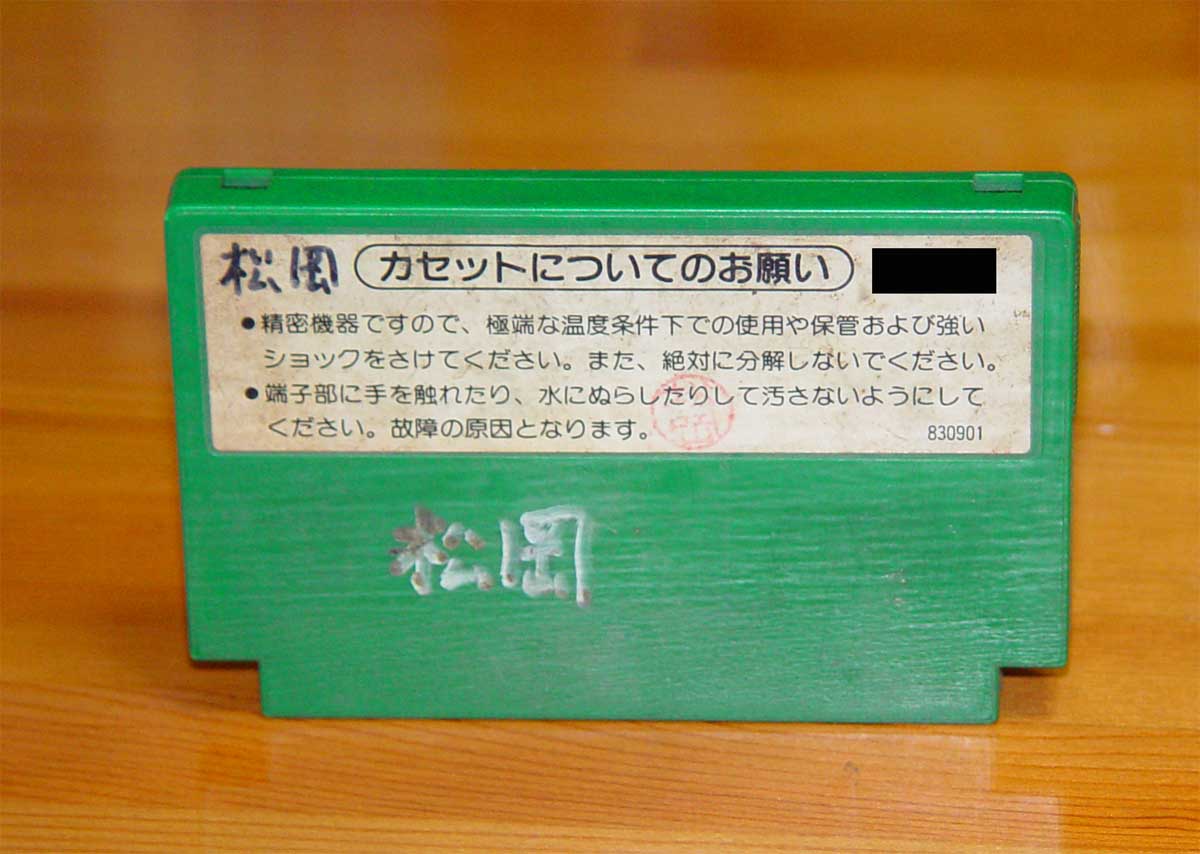 松岡 カセットについてのお願い
●精密機器ですので、極端な温度条件下での使用や保管および強い
ショックをさけてください。また、絶対に分解しないでください。
●端子部に手を触れたり、水にぬらしたりして汚さないようにして
ください。故障の原因となります。
830901
松岡